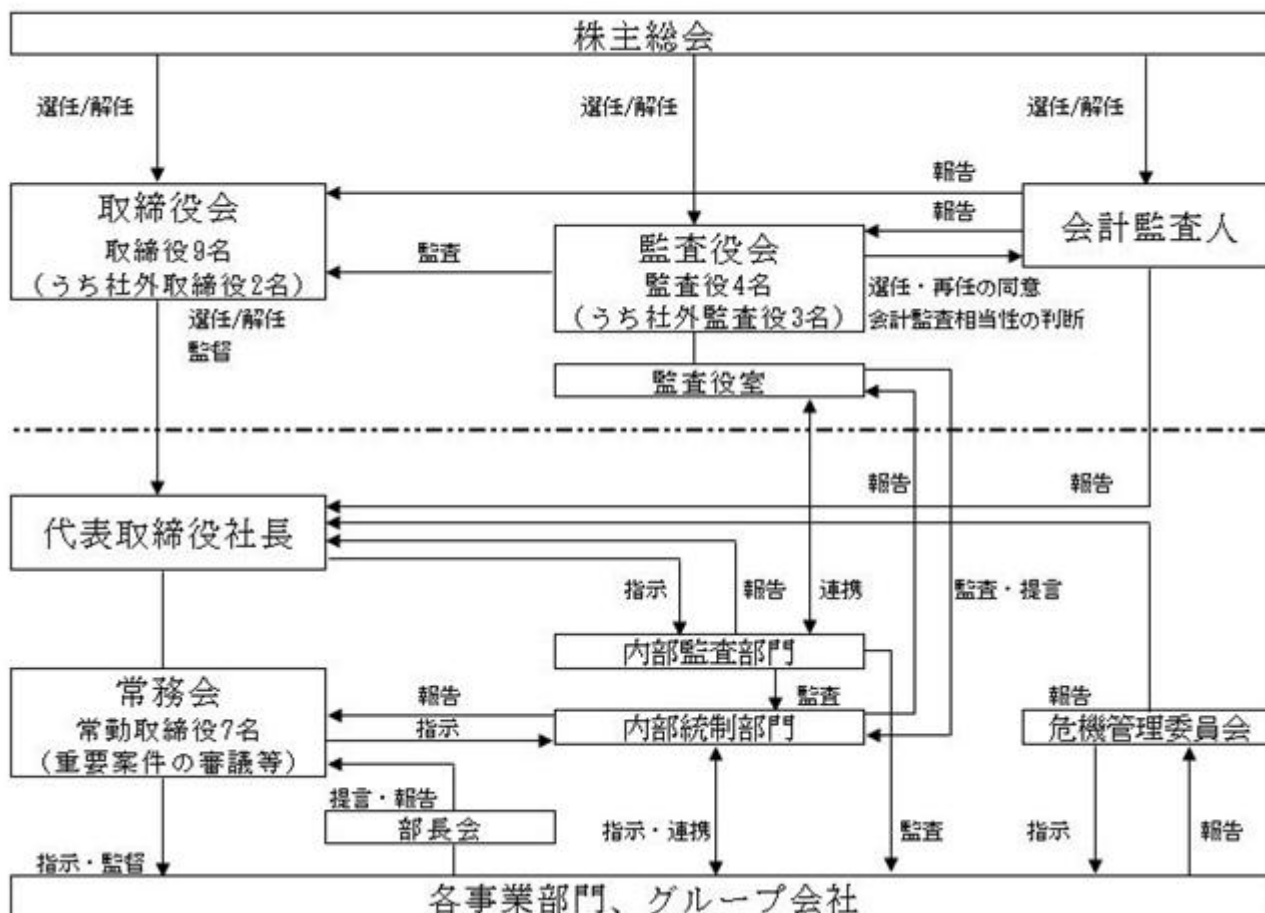 株主総会
選任/解任
選任/解任
選任/解任
報告
取締役会
取締役9名
(うち社外取締役2名)
報告
会計監査人
監査
監査役会
監査役4名
(うち社外監査役3名)
選任・再任の同意
会計監査相当性の判断
選任/解任
監督
監査役室
報告
報告
代表取締役社長
指示
報告
連携
監査・提言
内部監査部門
常務会
常勤取締役7名
(重要案件の審議等)
報告
指示
監査
内部統制部門
報告
危機管理委員会
提言・報告
部長会
指示・連携
監査
指示
報告
指示・監督
各事業部門、グループ会社